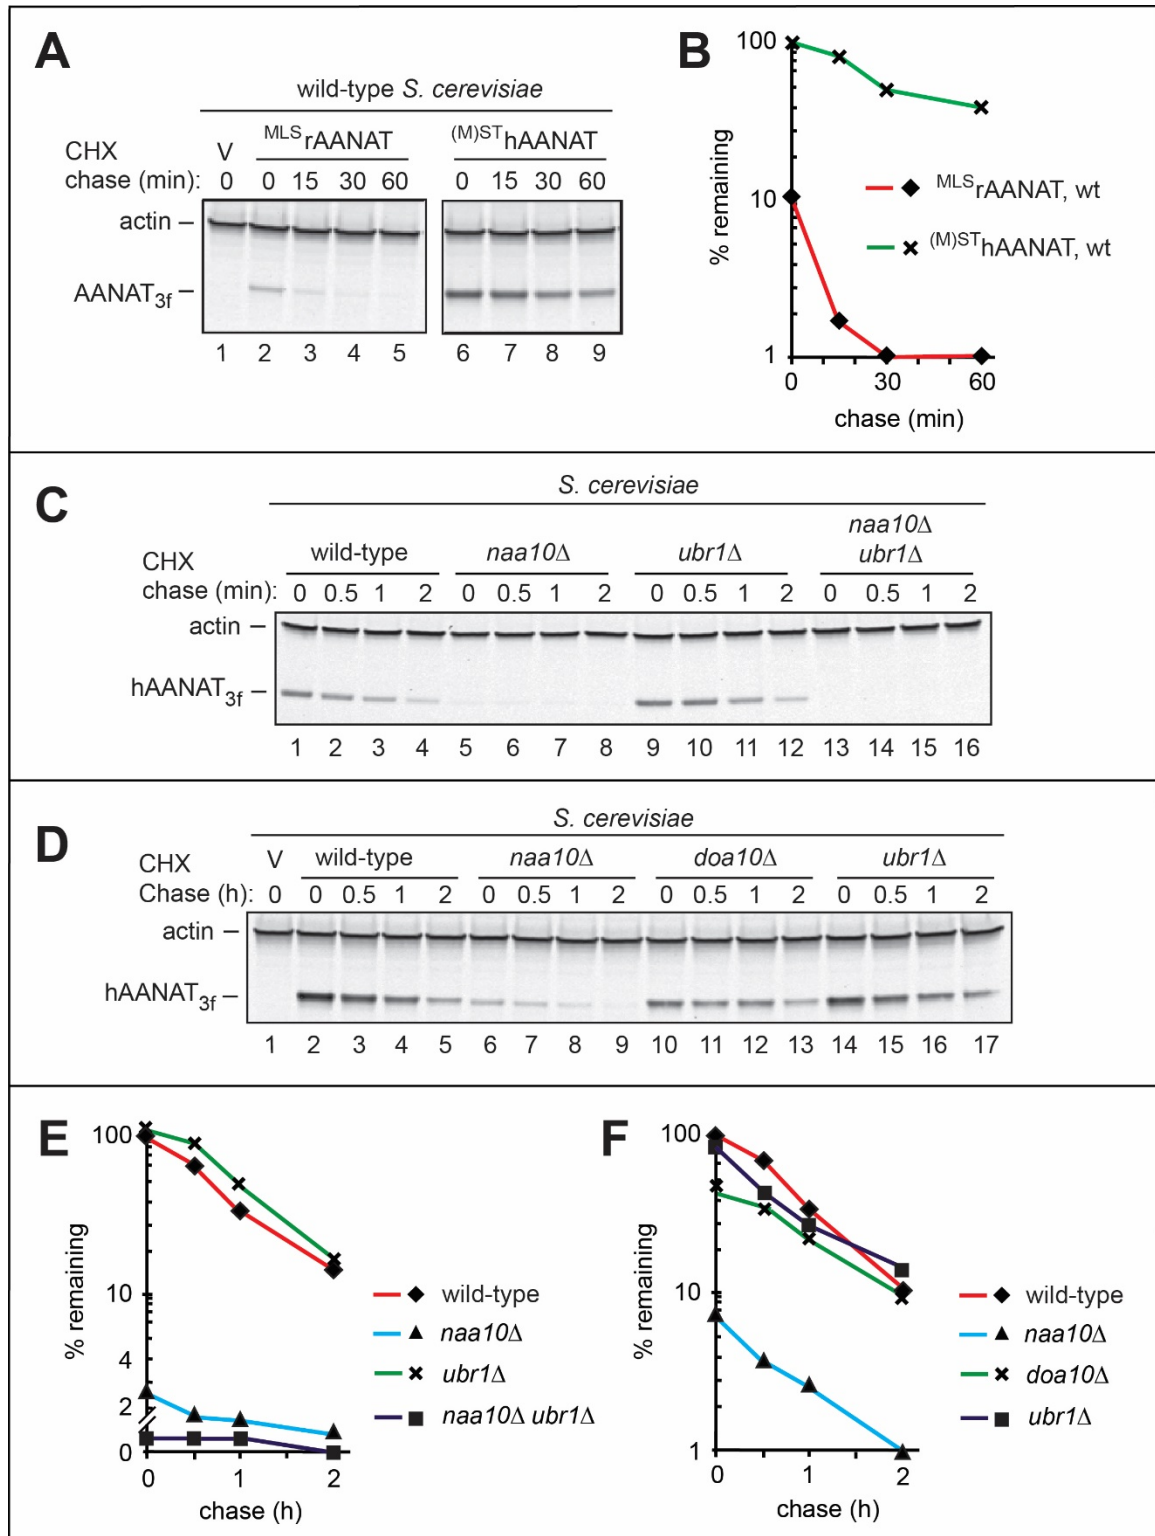 A
wild-type S. cerevisiae
CHX
chase (min):
V
MLSrAANAT
(M)SThAANAT
0 0 15 30 60 0 15 30 60
actin –
AANAT3f –
1 2 3 4 5 6 7 8 9
B
100
10
1
% remaining
MLSrAANAT, wt
(M)SThAANAT, wt
0 30 60
chase (min)
C
S. cerevisiae
CHX
chase (min):
wild-type
naa10Δ
ubr1Δ
naa10Δ
ubr1Δ
0 0.5 1 2 0 0.5 1 2 0 0.5 1 2 0 0.5 1 2
actin –
hAANAT3f –
1 2 3 4 5 6 7 8 9 10 11 12 13 14 15 16
D
S. cerevisiae
CHX
Chase (h):
V
wild-type
naa10Δ
doa10Δ
ubr1Δ
0 0 0.5 1 2 0 0.5 1 2 0 0.5 1 2 0 0.5 1 2
actin –
hAANAT3f –
1 2 3 4 5 6 7 8 9 10 11 12 13 14 15 16 17
E
100
10
4
2
0
% remaining
wild-type
naa10Δ
ubr1Δ
naa10Δ ubr1Δ
0 1 2
chase (h)
F
100
10
1
% remaining
wild-type
naa10Δ
doa10Δ
ubr1Δ
0 1 2
chase (h)